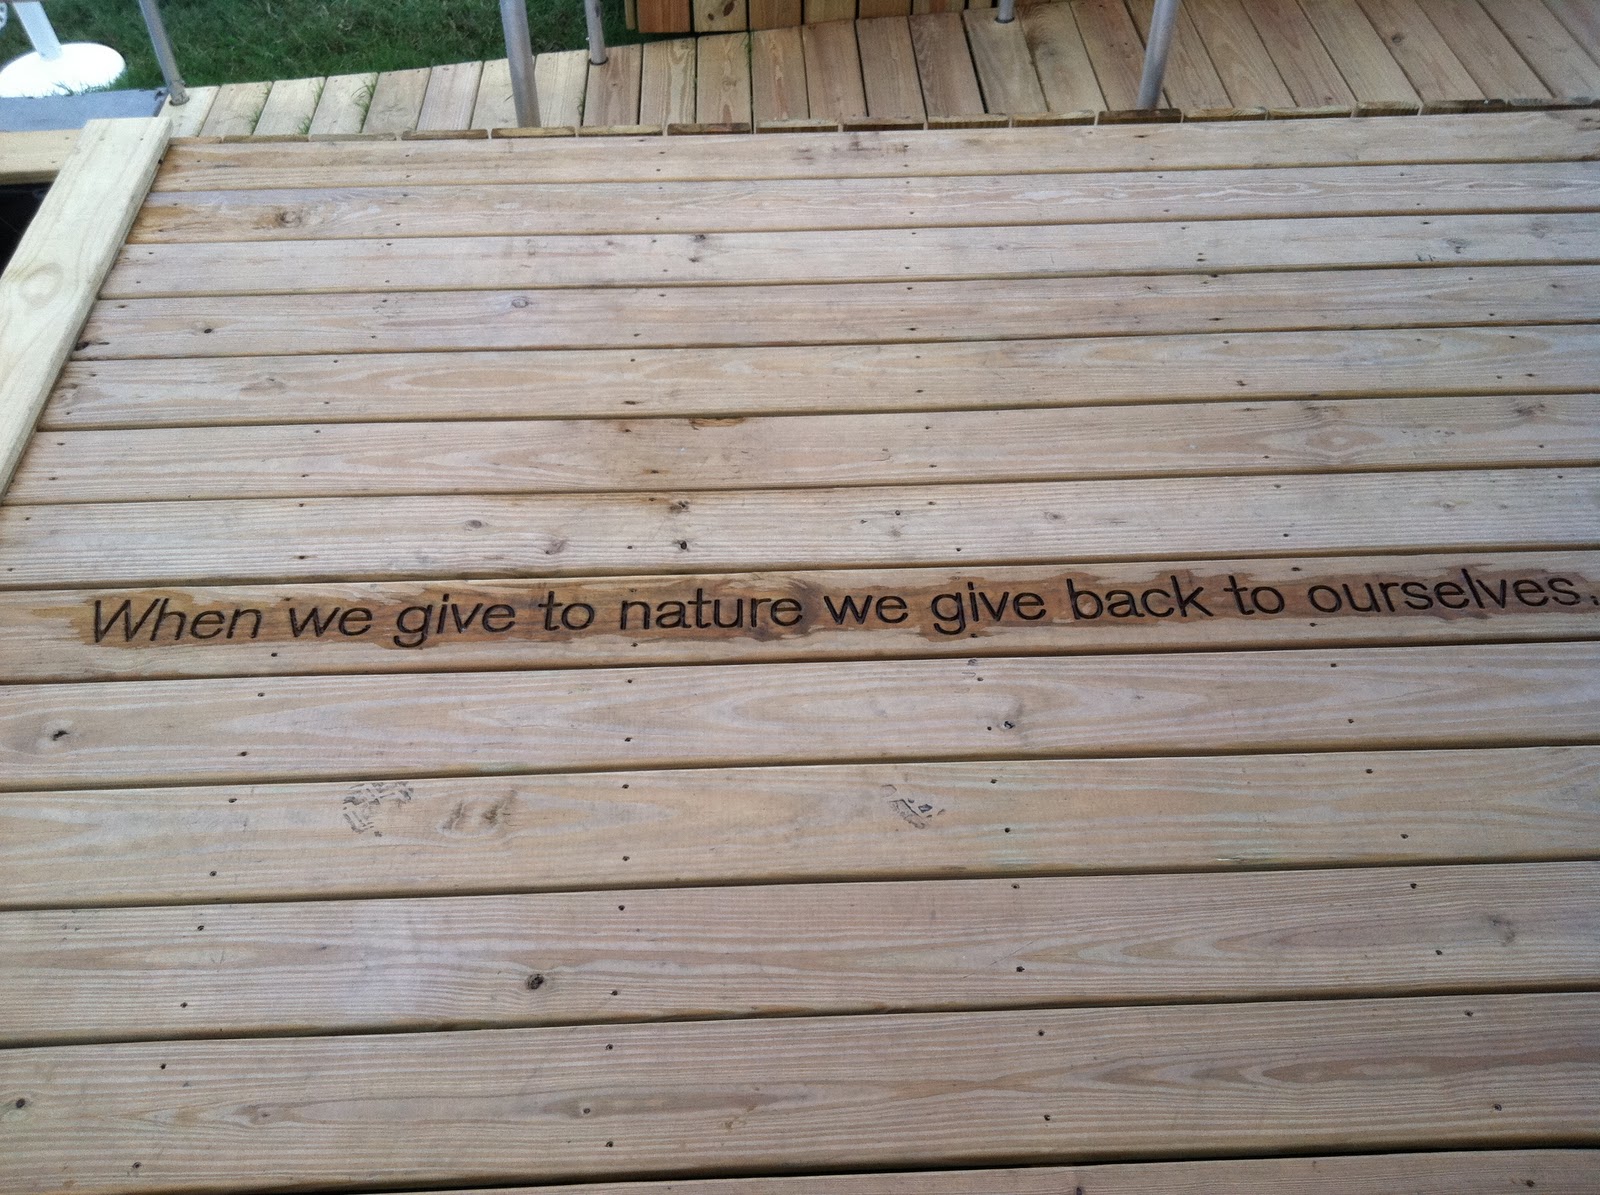 When we give to nature we give back to ourselves.